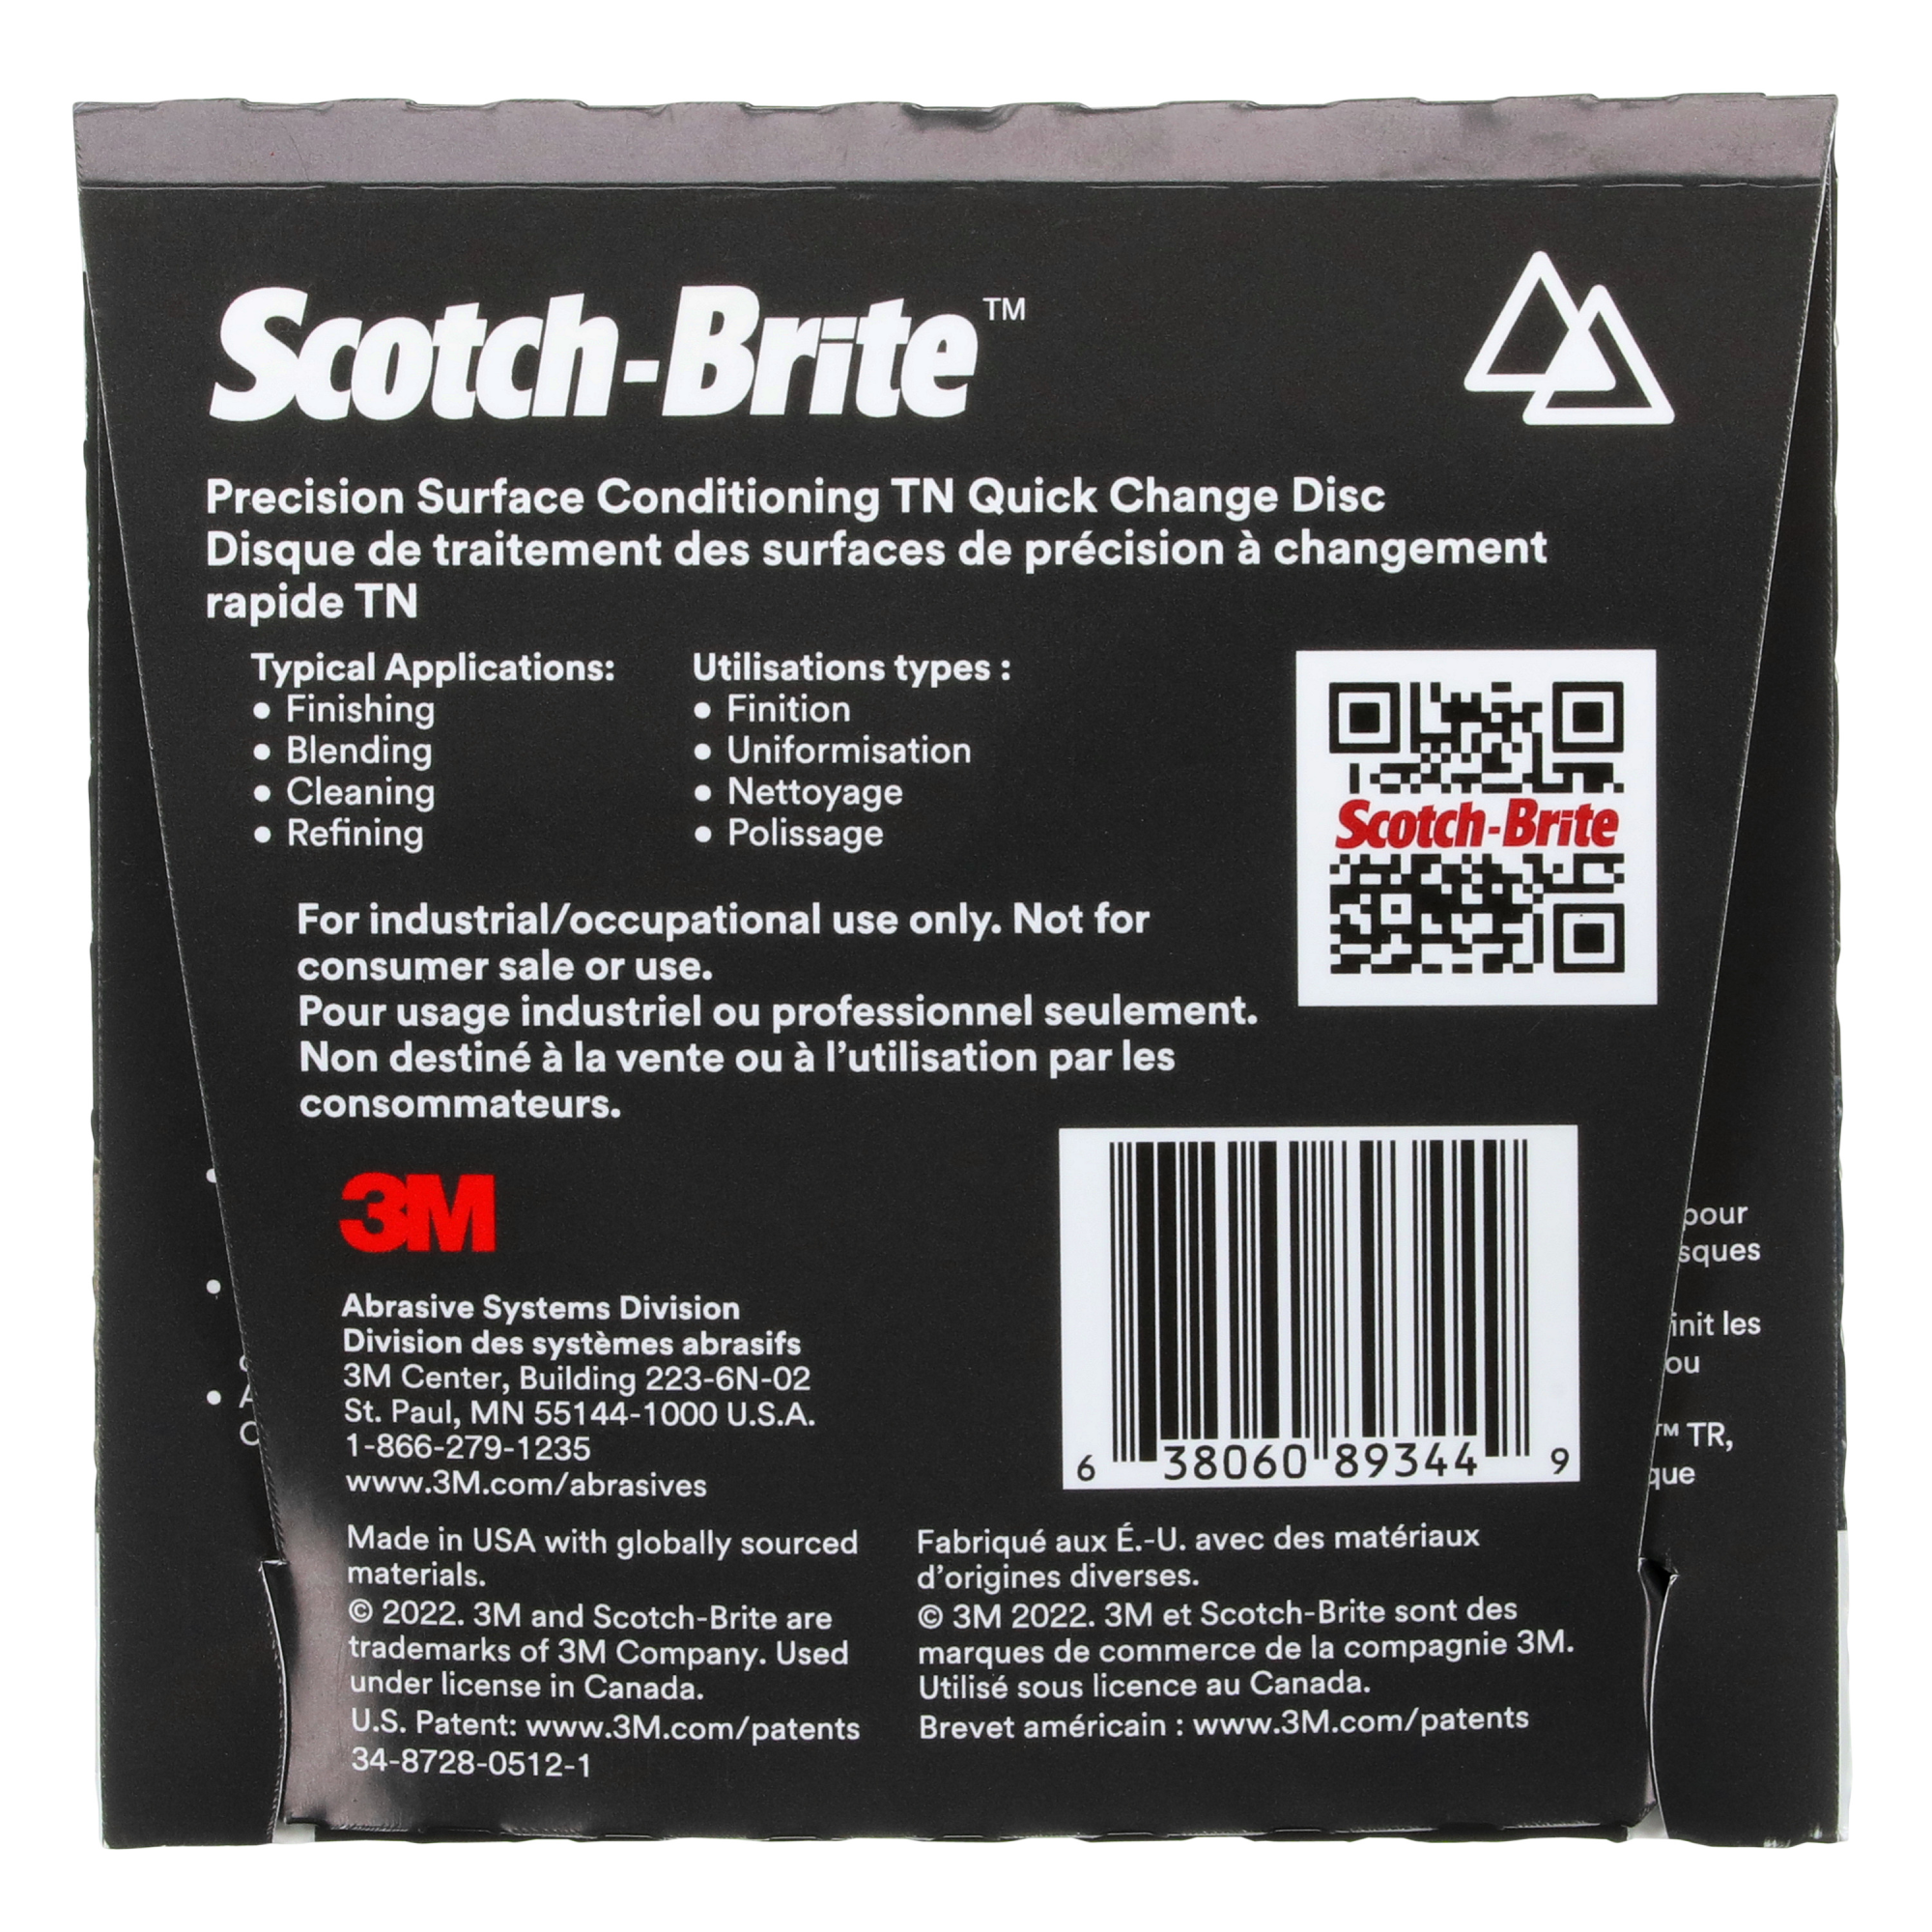 Scotch-Brite™
Precision Surface Conditioning TN Quick Change Disc
Disque de traitement des surfaces de précision à changement
rapide TN
Typical Applications:
• Finishing
• Blending
• Cleaning
• Refining
Utilisations types :
• Finition
• Uniformisation
• Nettoyage
• Polissage
Scotch-Brite
For industrial/occupational use only. Not for
consumer sale or use.
Pour usage industriel ou professionnel seulement.
Non destiné à la vente ou à l'utilisation par les
consommateurs.
3M
Abrasive Systems Division
Division des systèmes abrasifs
3M Center, Building 223-6N-02
St. Paul, MN 55144-1000 U.S.A.
1-866-279-1235
www.3M.com/abrasives
6 38060 89344 9
pour
sques
init les
ou
™ TR,
que
Made in USA with globally sourced
materials.
© 2022. 3M and Scotch-Brite are
trademarks of 3M Company. Used
under license in Canada.
U.S. Patent: www.3M.com/patents
34-8728-0512-1
Fabriqué aux É.-U. avec des matériaux
d'origines diverses.
© 3M 2022. 3M et Scotch-Brite sont des
marques de commerce de la compagnie 3M.
Utilisé sous licence au Canada.
Brevet américain : www.3M.com/patents